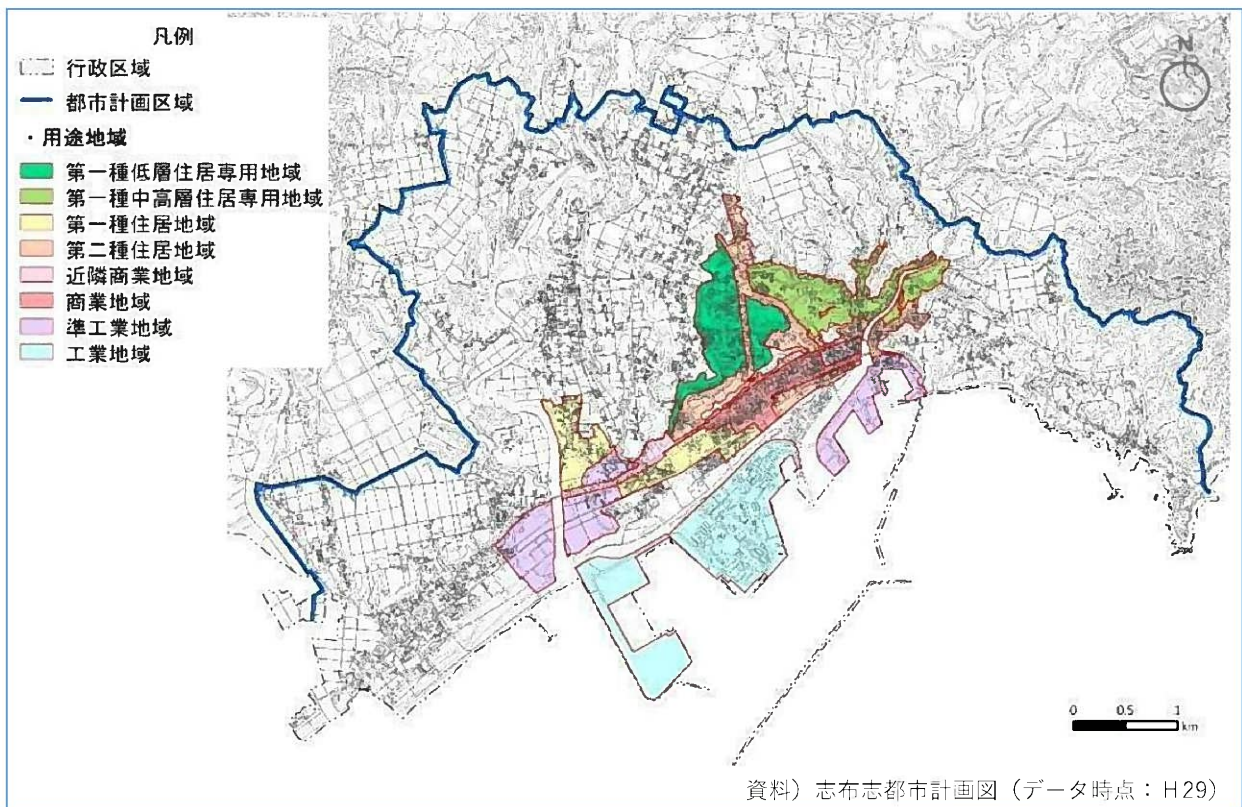 凡例
行政区域
都市計画区域
・用途地域
第一種低層住居専用地域
第一種中高層住居専用地域
第一種住居地域
第二種住居地域
近隣商業地域
商業地域
準工業地域
工業地域
N
0 0.5 1
km
資料）志布志都市計画図（データ時点：H29）